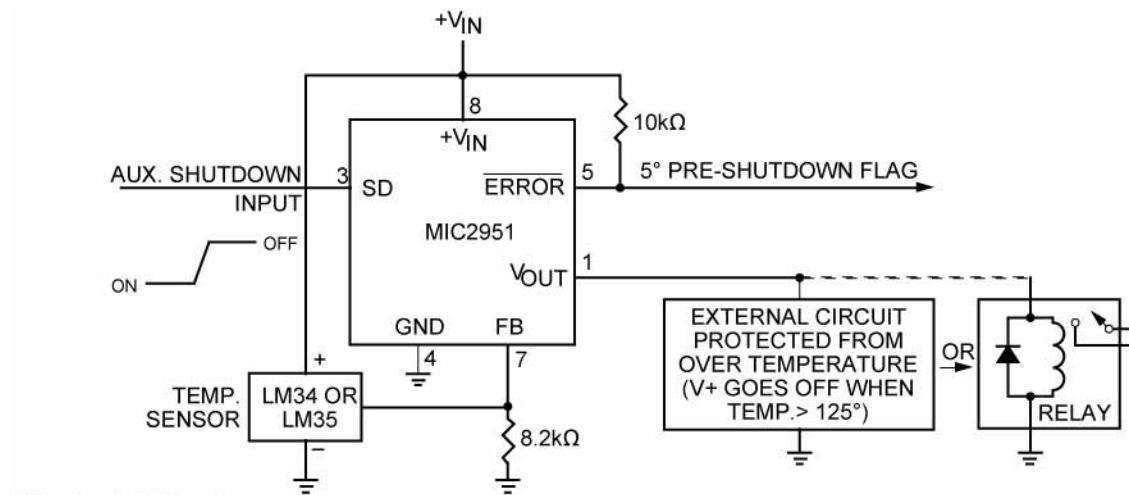 +VIN
8
10kΩ
+VIN
AUX. SHUTDOWN
INPUT
3
SD
ERROR
5
5° PRE-SHUTDOWN FLAG
MIC2951
OFF
ON
VOUT
1
GND
FB
4
7
EXTERNAL CIRCUIT
PROTECTED FROM
OVER TEMPERATURE
(V+ GOES OFF WHEN
TEMP.> 125°)
OR
RELAY
+
TEMP.
SENSOR
LM34 OR
LM35
–
8.2kΩ